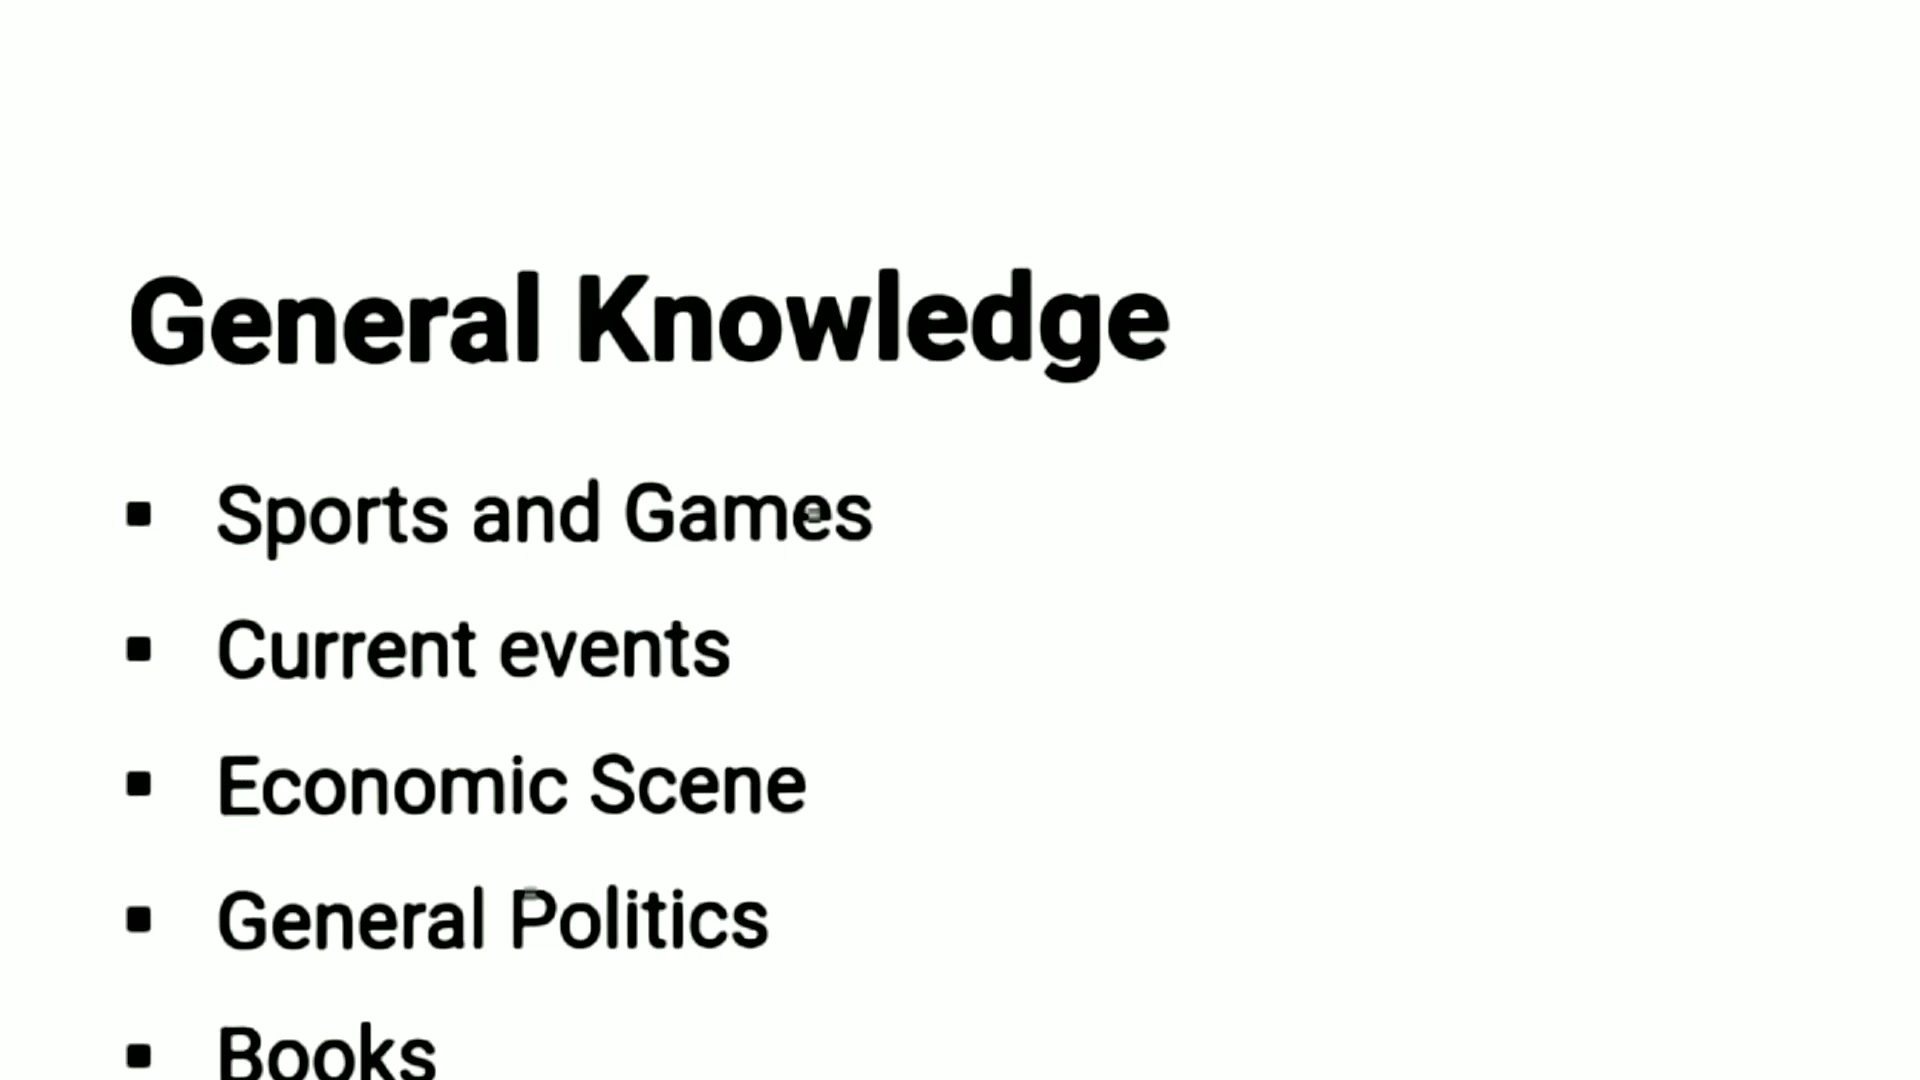 General Knowledge
▪ Sports and Games
▪ Current events
▪ Economic Scene
▪ General Politics
▪ Books